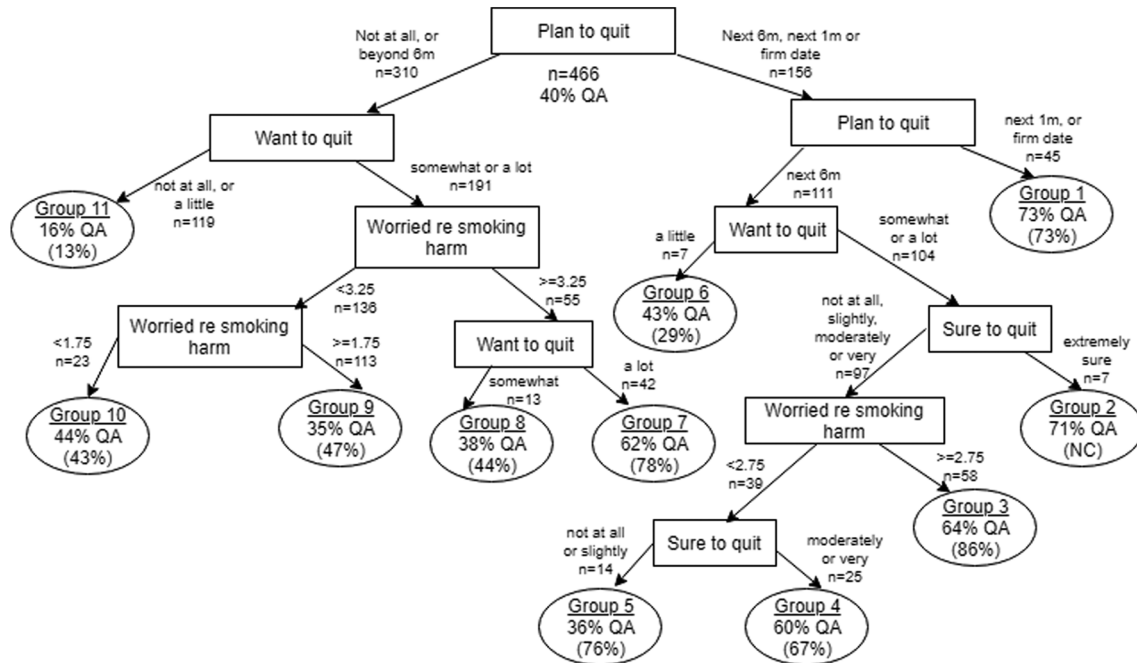 Plan to quit
Not at all, or
beyond 6m
n=310
n=466
40% QA
Next 6m, next 1m or
firm date
n=156
Want to quit
Plan to quit
not at all, or
a little
n=119
somewhat or a lot
n=191
next 6m
n=111
next 1m, or
firm date
n=45
Group 11
16% QA
(13%)
Worried re smoking
harm
Want to quit
Group 1
73% QA
(73%)
<3.25
n=136
>=3.25
n=55
a little
n=7
somewhat
or a lot
n=104
Worried re smoking
harm
Want to quit
Group 6
43% QA
(29%)
Sure to quit
<1.75
n=23
>=1.75
n=113
somewhat
n=13
a lot
n=42
not at all,
slightly,
moderately
or very
n=97
extremely
sure
n=7
Group 10
44% QA
(43%)
Group 9
35% QA
(47%)
Group 8
38% QA
(44%)
Group 7
62% QA
(78%)
Worried re smoking
harm
Group 2
71% QA
(NC)
<2.75
n=39
>=2.75
n=58
Sure to quit
Group 3
64% QA
(86%)
not at all
or slightly
n=14
moderately
or very
n=25
Group 5
36% QA
(76%)
Group 4
60% QA
(67%)